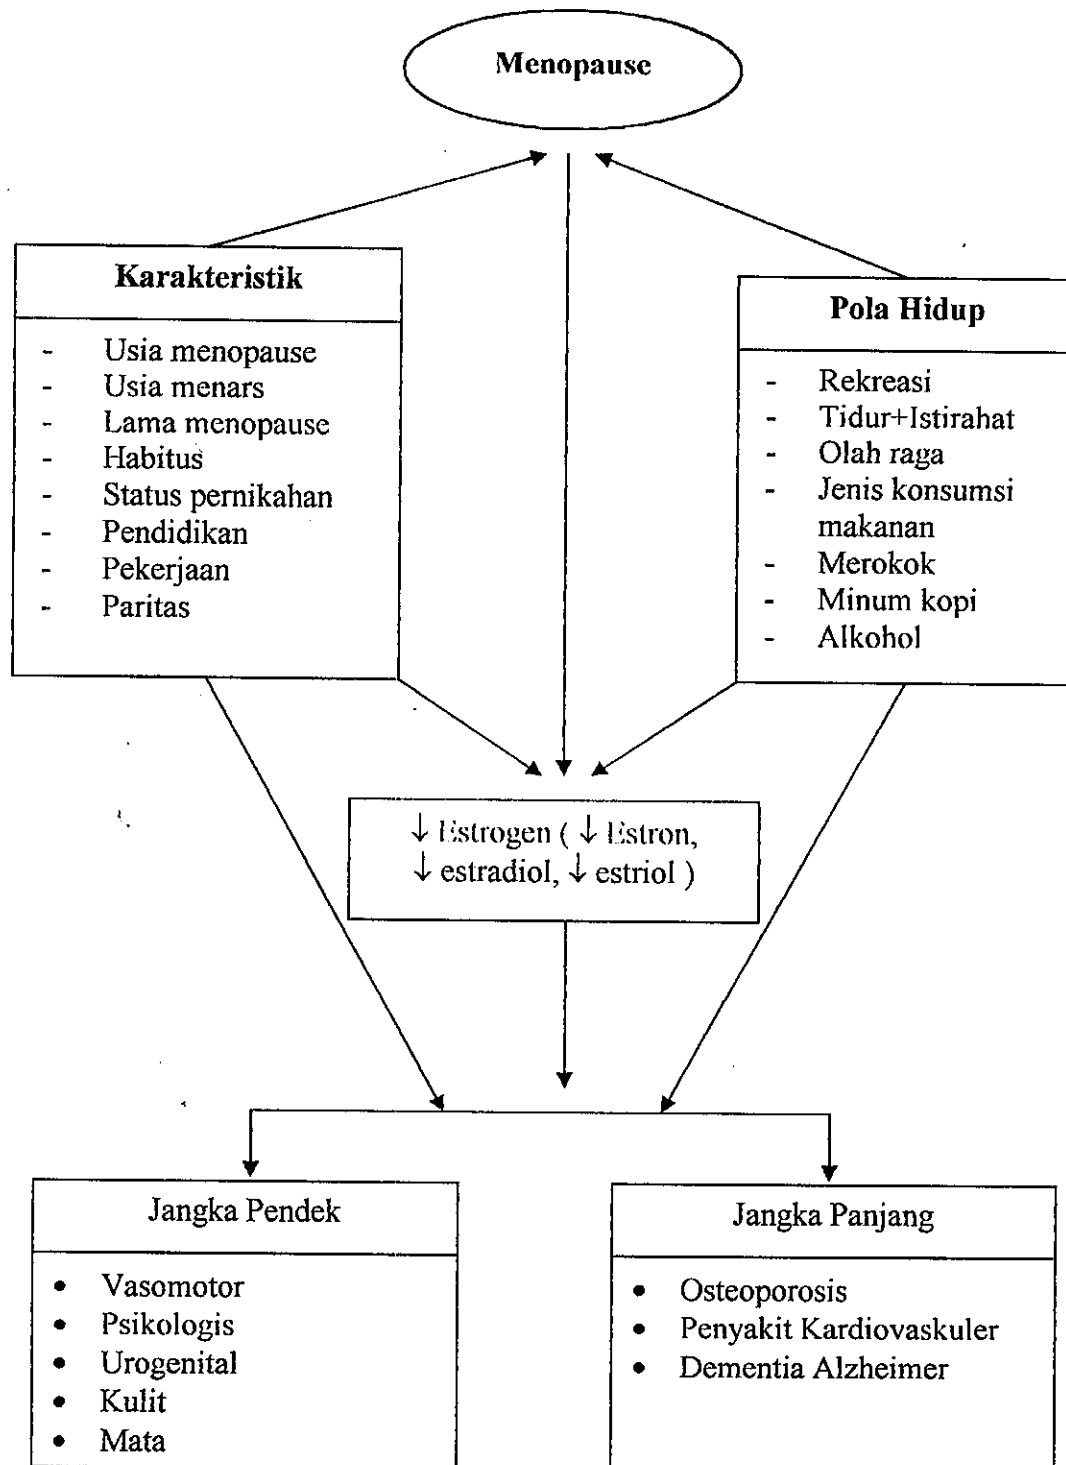 Menopause
Karakteristik
- Usia menopause
- Usia menars
- Lama menopause
- Habitus
- Status pernikahan
- Pendidikan
- Pekerjaan
- Paritas
Pola Hidup
- Rekreasi
- Tidur+Istirahat
- Olah raga
- Jenis konsumsi
makanan
- Merokok
- Minum kopi
- Alkohol
↓ Estrogen ( ↓ Estron,
↓ estradiol, ↓ estriol )
Jangka Pendek
• Vasomotor
• Psikologis
• Urogenital
• Kulit
• Mata
Jangka Panjang
• Osteoporosis
• Penyakit Kardiovaskuler
• Dementia Alzheimer